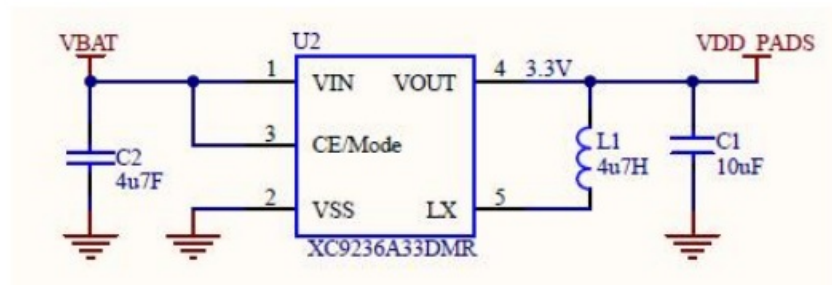 VBAT
U2
VDD_PADS
1 VIN VOUT 4 3.3V
3 CE/Mode
C2
4u7F
L1
4u7H
C1
10uF
2 VSS LX 5
XC9236A33DMR